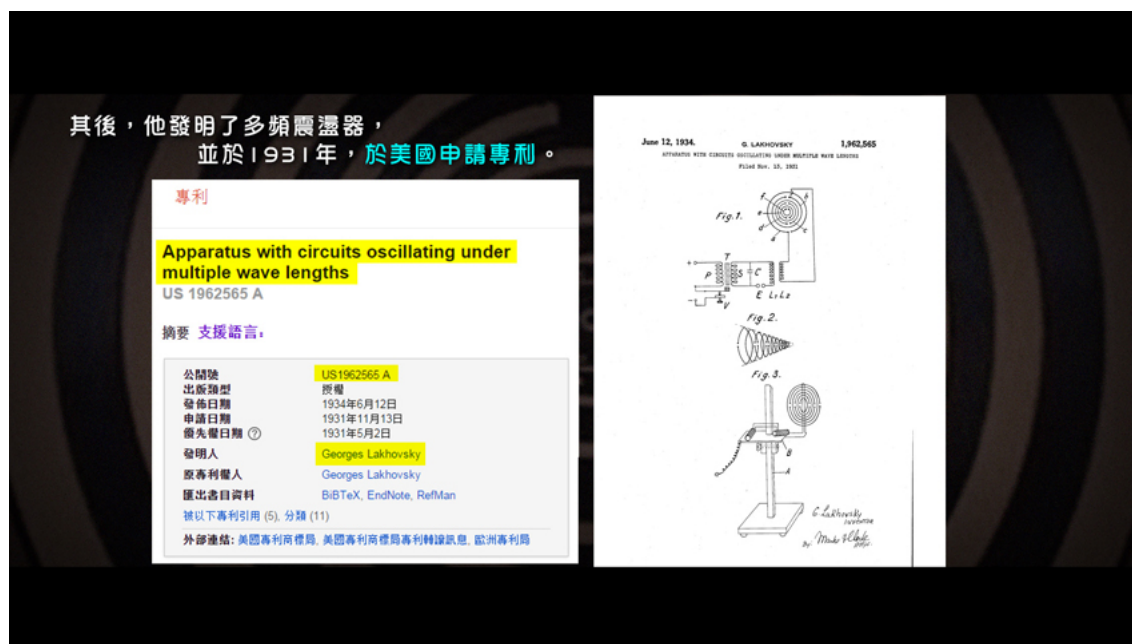 其後，他發明了多頻震盪器，
並於1931年，於美國申請專利。
專利
Apparatus with circuits oscillating under
multiple wave lengths
US 1962565 A
摘要 支援語言：
公開號 US1962565 A
出版類型 授權
發佈日期 1934年6月12日
申請日期 1931年11月13日
優先權日期 ? 1931年5月2日
發明人 Georges Lakhovsky
原專利權人 Georges Lakhovsky
匯出書目資料 BiBTeX, EndNote, RefMan
被以下專利引用 (5), 分類 (11)
外部連結: 美國專利商標局, 美國專利商標局專利轉讓訊息, 歐洲專利局
June 12, 1934. G. LAKHOVSKY 1,962,565
APPARATUS WITH CIRCUITS OSCILLATING UNDER MULTIPLE WAVE LENGTHS
Filed Nov. 13, 1931
Fig. 1.
f
e
d
a
b
c
T
P
S
C
V
E L1 L2
Fig. 2.
Fig. 3.
B
A
G. Lakhovsky
INVENTOR
By